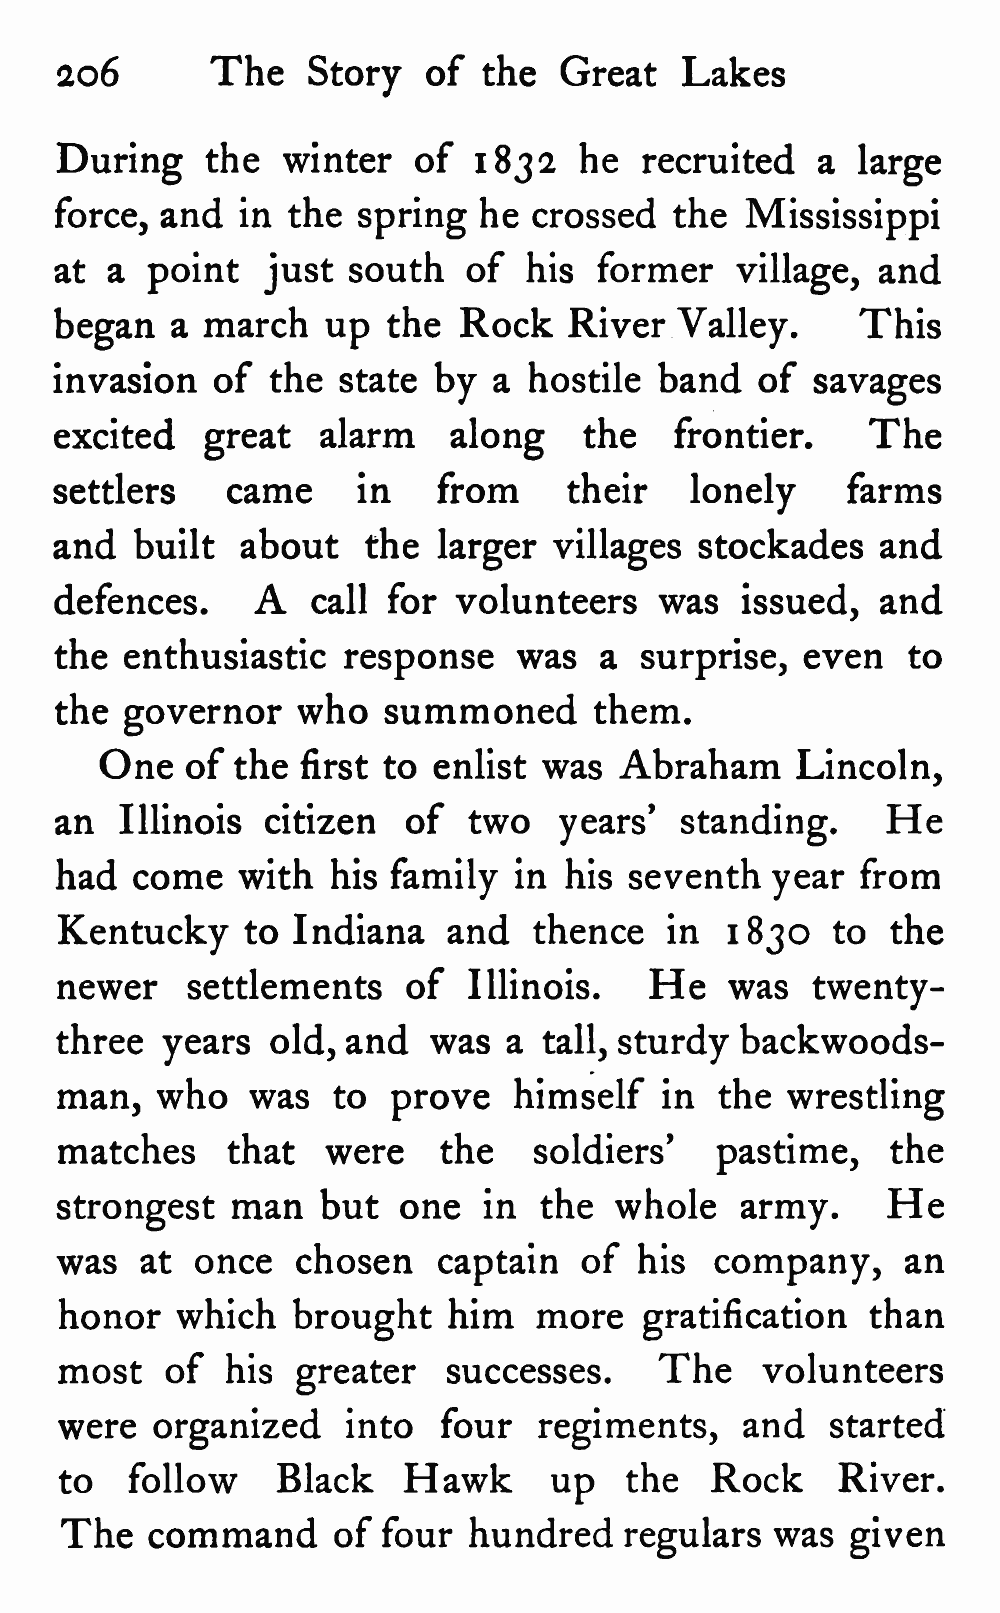 206 The Story of the Great Lakes
During the winter of 1832 he recruited a large
force, and in the spring he crossed the Mississippi
at a point just south of his former village, and
began a march up the Rock River Valley. This
invasion of the state by a hostile band of savages
excited great alarm along the frontier. The
settlers came in from their lonely farms
and built about the larger villages stockades and
defences. A call for volunteers was issued, and
the enthusiastic response was a surprise, even to
the governor who summoned them.
One of the first to enlist was Abraham Lincoln,
an Illinois citizen of two years’ standing. He
had come with his family in his seventh year from
Kentucky to Indiana and thence in 1830 to the
newer settlements of Illinois. He was twenty-
three years old, and was a tall, sturdy backwoods-
man, who was to prove himself in the wrestling
matches that were the soldiers’ pastime, the
strongest man but one in the whole army. He
was at once chosen captain of his company, an
honor which brought him more gratification than
most of his greater successes. The volunteers
were organized into four regiments, and started
to follow Black Hawk up the Rock River.
The command of four hundred regulars was given